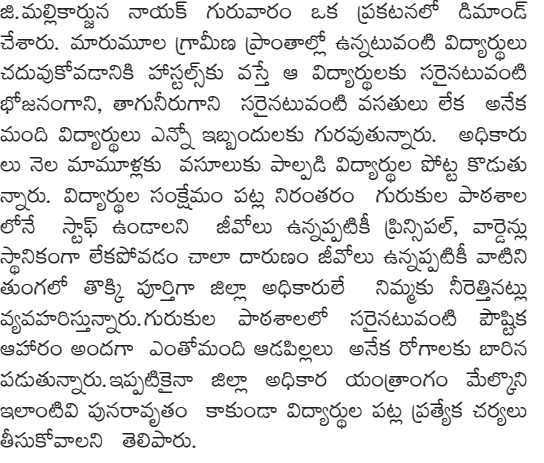 జి.మల్లికార్జున నాయక్ గురువారం ఒక ప్రకటనలో డిమాండ్
చేశారు. మారుమూల గ్రామీణ ప్రాంతాల్లో ఉన్నటువంటి విద్యార్థులు
చదువుకోవడానికి హాస్టల్స్‌కు వస్తే ఆ విద్యార్థులకు సరైనటువంటి
భోజనంగాని, తాగునీరుగాని సరైనటువంటి వసతులు లేక అనేక
మంది విద్యార్థులు ఎన్నో ఇబ్బందులకు గురవుతున్నారు. అధికారు
లు నెల మామూళ్లకు వసూలుకు పాల్పడి విద్యార్థుల పోట్ట కొడుతు
న్నారు. విద్యార్థుల సంక్షేమం పట్ల నిరంతరం గురుకుల పాఠశాల
లోనే స్టాఫ్ ఉండాలని జీవోలు ఉన్నప్పటికీ ప్రిన్సిపల్, వార్డెన్లు
స్థానికంగా లేకపోవడం చాలా దారుణం జీవోలు ఉన్నప్పటికీ వాటిని
తుంగలో తొక్కి పూర్తిగా జిల్లా అధికారులే నిమ్మకు నీరెత్తినట్లు
వ్యవహరిస్తున్నారు.గురుకుల పాఠశాలలో సరైనటువంటి పౌష్టిక
ఆహారం అందగా ఎంతోమంది ఆడపిల్లలు అనేక రోగాలకు బారిన
పడుతున్నారు.ఇప్పటికైనా జిల్లా అధికార యంత్రాంగం మేల్కొని
ఇలాంటివి పునరావృతం కాకుండా విద్యార్థుల పట్ల ప్రత్యేక చర్యలు
తీసుకోవాలని తెలిపారు.